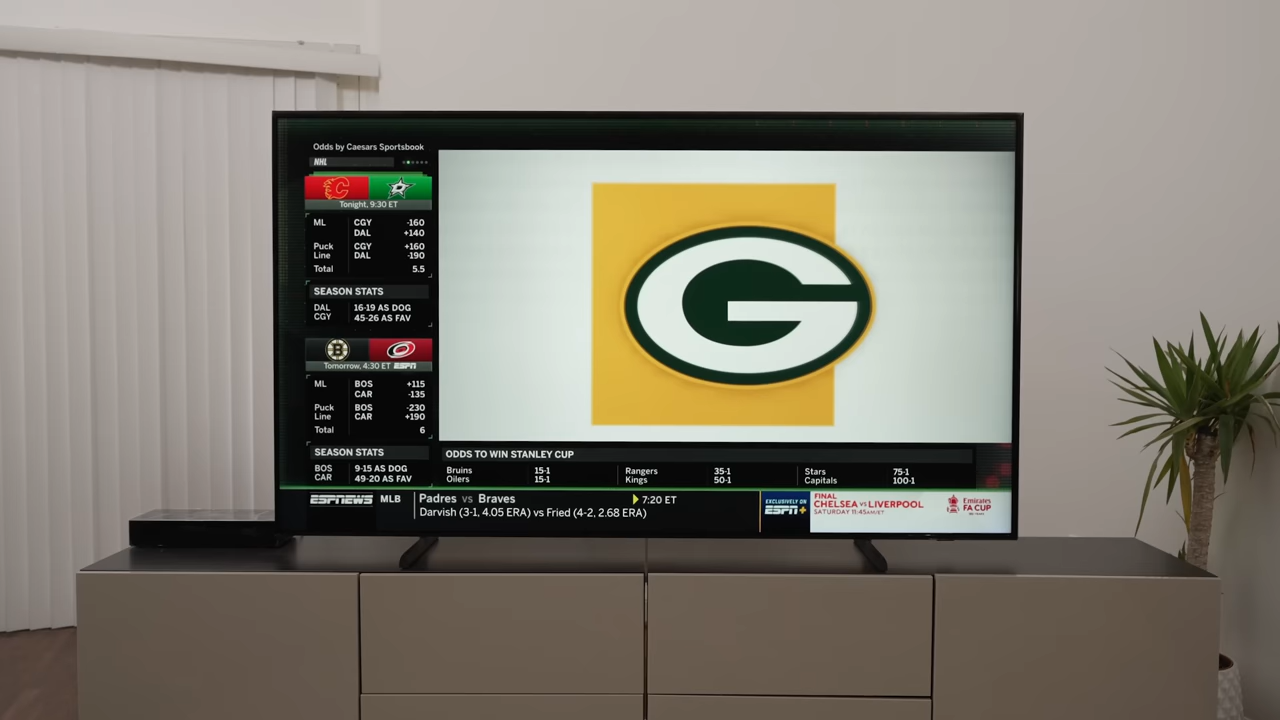 Odds by Caesars Sportsbook
NHL
Tonight, 9:30 ET
ML CGY -160
DAL +140
Puck CGY +160
Line DAL -190
Total 5.5
SEASON STATS
DAL 16-19 AS DOG
CGY 45-26 AS FAV
B
Tomorrow, 4:30 ET ESPN
ML BOS +115
CAR -135
Puck BOS -230
Line CAR +190
Total 6
SEASON STATS
BOS 9-15 AS DOG
CAR 49-20 AS FAV
G
ODDS TO WIN STANLEY CUP
Bruins 15-1 Rangers 35-1 Stars 75-1
Oilers 15-1 Kings 50-1 Capitals 100-1
ESPNEWS MLB Padres vs Braves 7:20 ET
Darvish (3-1, 4.05 ERA) vs Fried (4-2, 2.68 ERA)
EXCLUSIVELY ON
ESPN+
FINAL
CHELSEA vs LIVERPOOL
SATURDAY 11:45AM/ET
Emirates
FA CUP